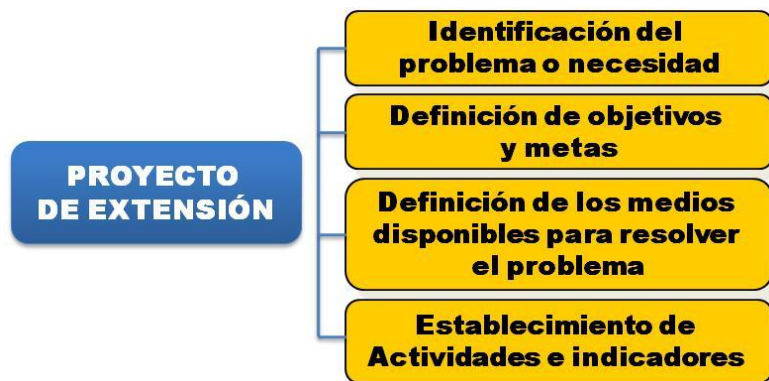 PROYECTO
DE EXTENSIÓN
Identificación del
problema o necesidad
Definición de objetivos
y metas
Definición de los medios
disponibles para resolver
el problema
Establecimiento de
Actividades e indicadores